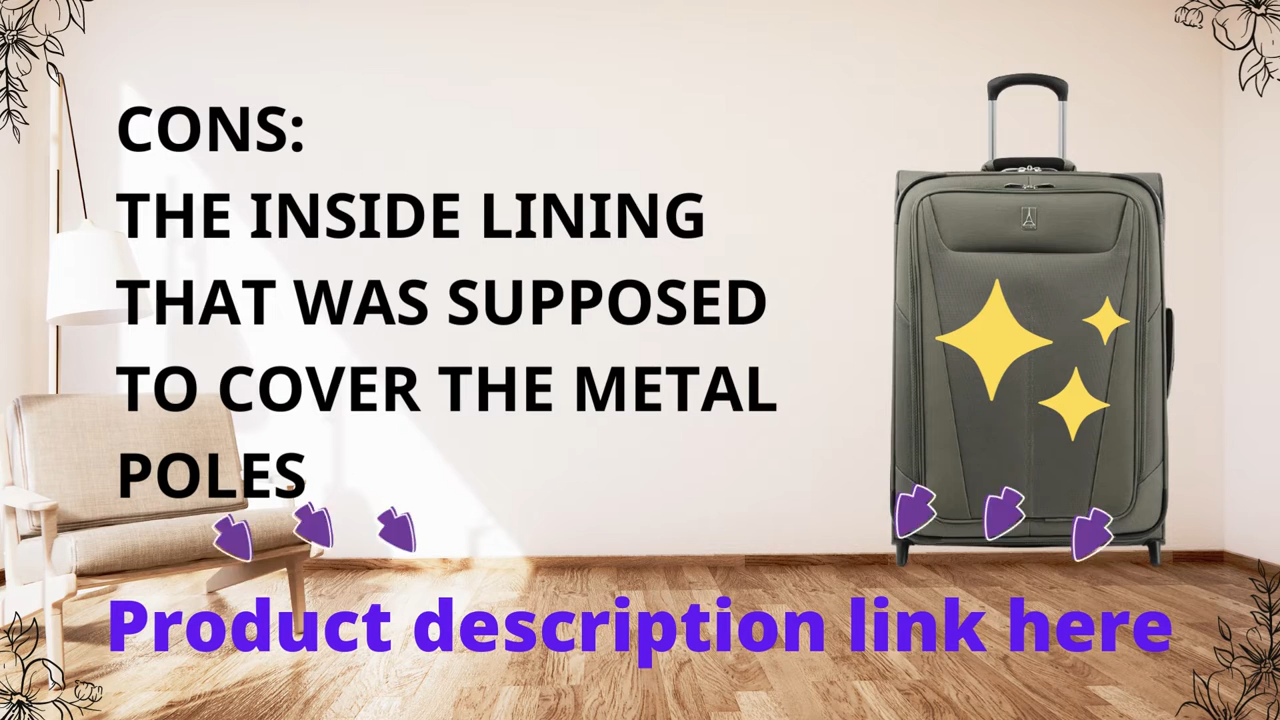 CONS:
THE INSIDE LINING
THAT WAS SUPPOSED
TO COVER THE METAL
POLES
Product description link here